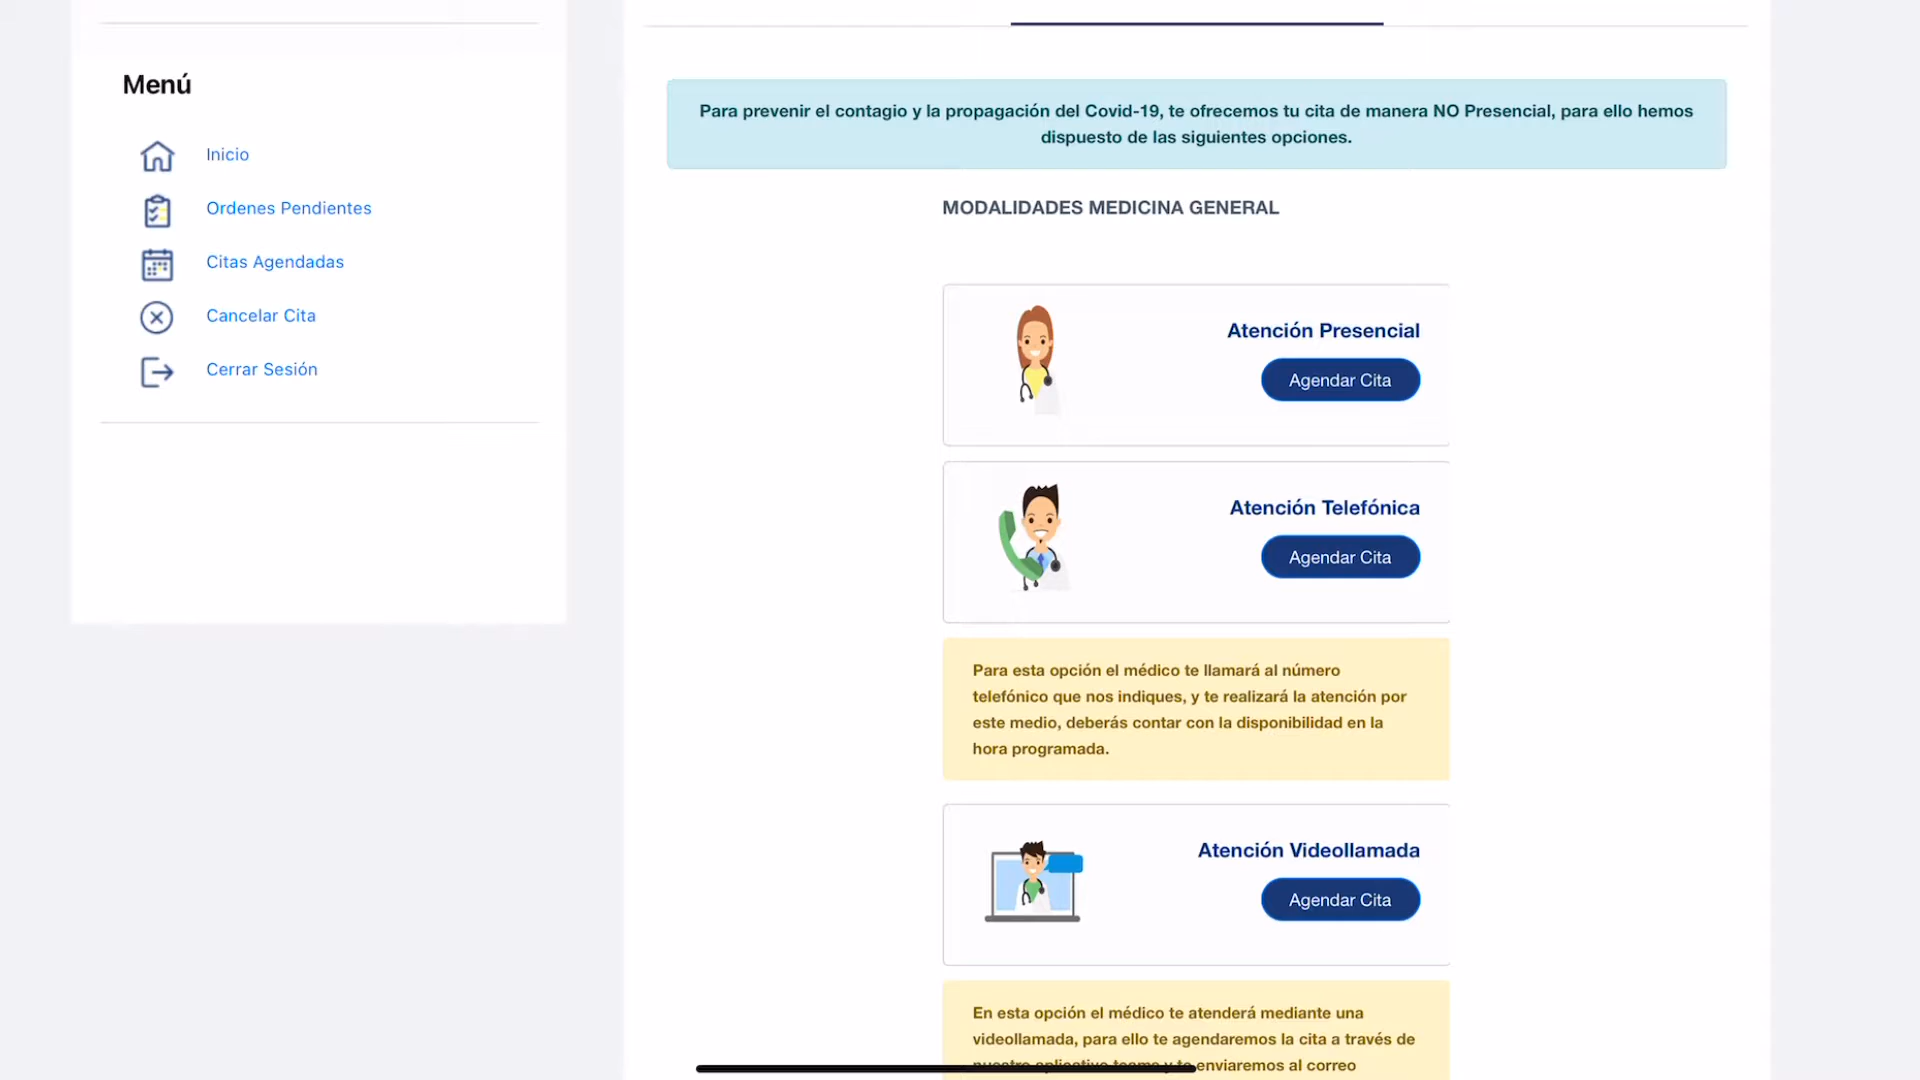 Menú
Inicio
Ordenes Pendientes
Citas Agendadas
Cancelar Cita
Cerrar Sesión
Para prevenir el contagio y la propagación del Covid-19, te ofrecemos tu cita de manera NO Presencial, para ello hemos
dispuesto de las siguientes opciones.
MODALIDADES MEDICINA GENERAL
Atención Presencial
Agendar Cita
Atención Telefónica
Agendar Cita
Para esta opción el médico te llamará al número
telefónico que nos indiques, y te realizará la atención por
este medio, deberás contar con la disponibilidad en la
hora programada.
Atención Videollamada
Agendar Cita
En esta opción el médico te atenderá mediante una
videollamada, para ello te agendaremos la cita a través de
nuestro aplicativo teams y te enviaremos al correo